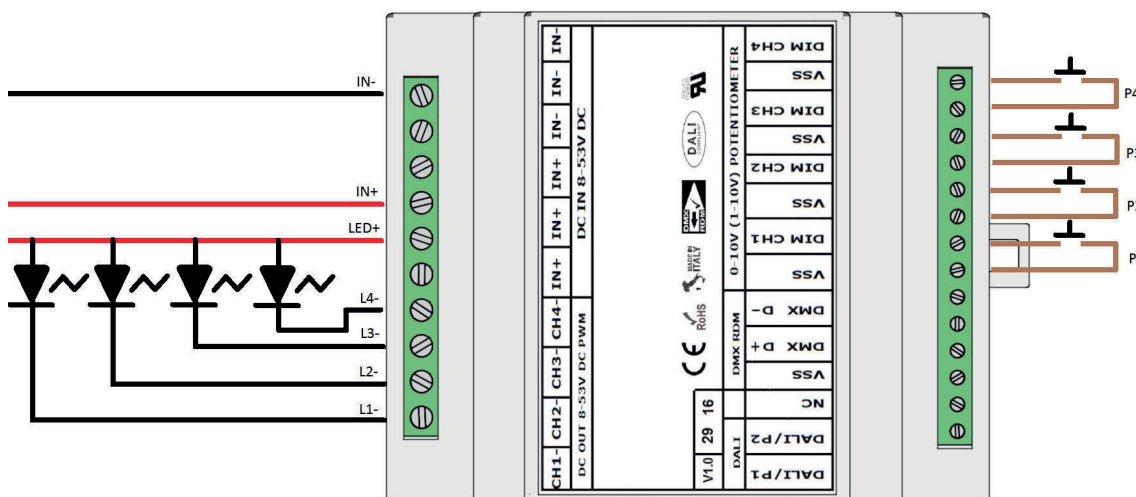 IN-
IN+
LED+
L4-
L3-
L2-
L1-
IN-
IN-
IN-
IN+
IN+
IN+
CH4-
CH3-
CH2-
CH1-
DC IN 8-53V DC
DC OUT 8-53V DC PWM
DALI
MADE IN
ITALY
RoHS
CE
V1.0 29 16
0-10V (1-10V) POTENTIOMETER
DMX RDM
DALI
DIM CH4
VSS
DIM CH3
VSS
DIM CH2
VSS
DIM CH1
VSS
DMX D-
DMX D+
VSS
NC
DALI/P2
DALI/P1
P4
P3
P